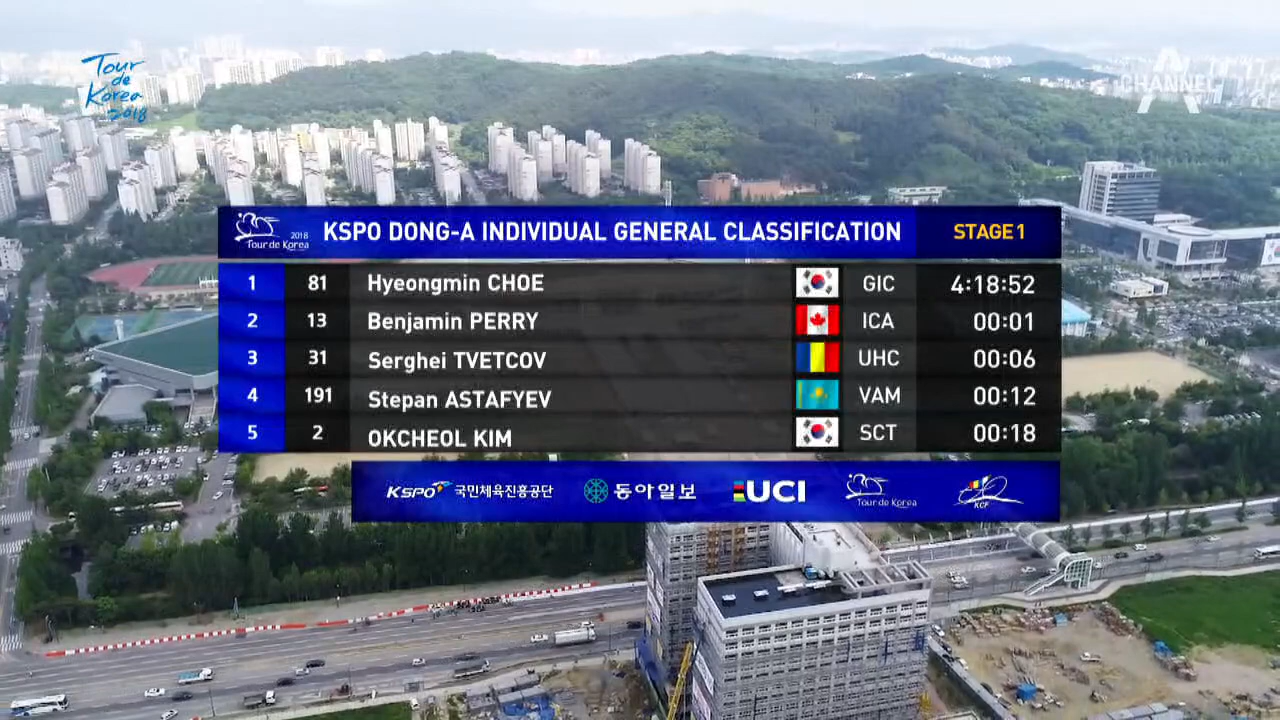 Tour
de
Korea
2018
CHANNEL A
2018
Tour de Korea
KSPO DONG-A INDIVIDUAL GENERAL CLASSIFICATION STAGE 1
1 81 Hyeongmin CHOE GIC 4:18:52
2 13 Benjamin PERRY ICA 00:01
3 31 Serghei TVETCOV UHC 00:06
4 191 Stepan ASTAFYEV VAM 00:12
5 2 OKCHEOL KIM SCT 00:18
KSPO 국민체육진흥공단 동아일보 UCI Tour de Korea KCF